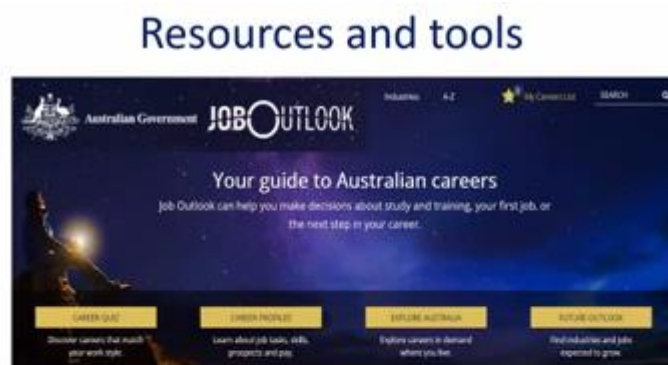 Resources and tools
Industries A-Z My Careers List SEARCH
Australian Government JOBOUTLOOK
Your guide to Australian careers
Job Outlook can help you make decisions about study and training, your first job, or
the next step in your career.
CAREER QUIZ CAREER PROFILES EXPLORE AUSTRALIA FUTURE OUTLOOK
Discover careers that match Learn about job tasks, skills, Explore careers in demand Find industries and jobs
your work style. prospects and pay. where you live. expected to grow.